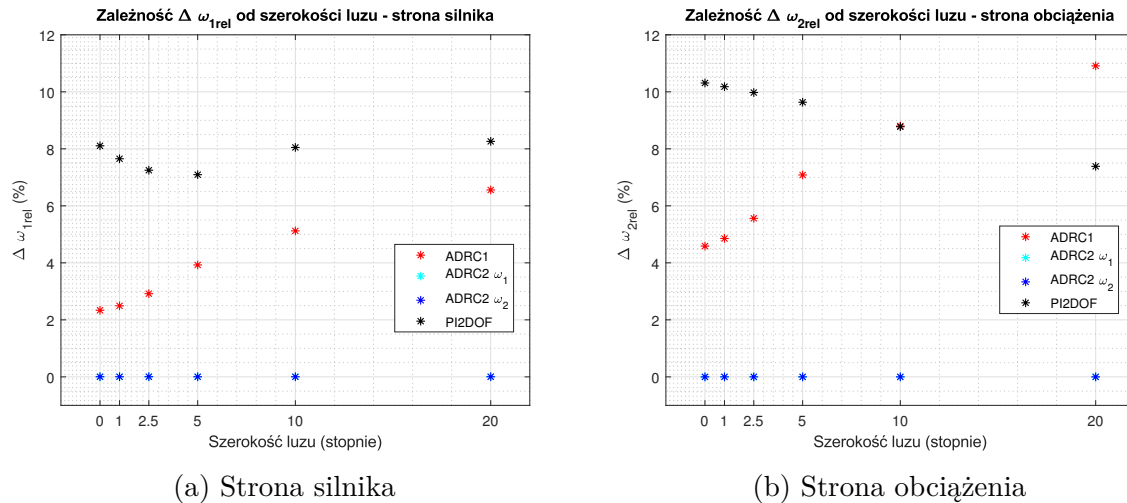 Zależność Δ ω1rel od szerokości luzu - strona silnika
12
10
8
6
4
2
0
Δ ω1rel (%)
ADRC1
ADRC2 ω1
ADRC2 ω2
PI2DOF
0 1 2.5 5 10 20
Szerokość luzu (stopnie)
(a) Strona silnika
Zależność Δ ω2rel od szerokości luzu - strona obciążenia
12
10
8
6
4
2
0
Δ ω2rel (%)
ADRC1
ADRC2 ω1
ADRC2 ω2
PI2DOF
0 1 2.5 5 10 20
Szerokość luzu (stopnie)
(b) Strona obciążenia